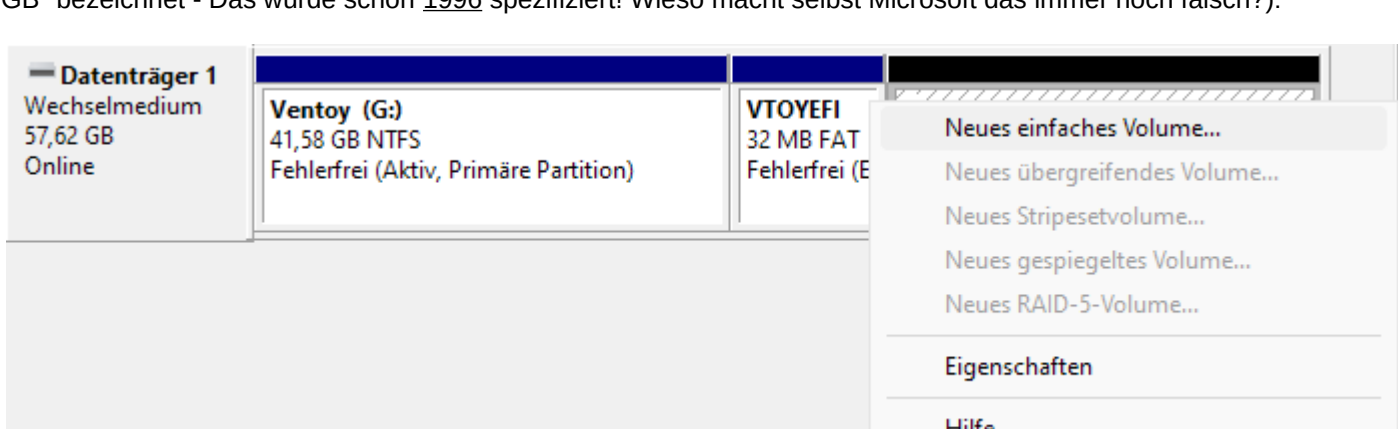 GB" bezeichnet - Das wurde schon 1996 spezifiziert! Wieso macht selbst Microsoft das immer noch falsch?).
Datenträger 1
Wechselmedium
57,62 GB
Online
Ventoy (G:)
41,58 GB NTFS
Fehlerfrei (Aktiv, Primäre Partition)
VTOYEFI
32 MB FAT
Fehlerfrei (E
Neues einfaches Volume...
Neues übergreifendes Volume...
Neues Stripesetvolume...
Neues gespiegeltes Volume...
Neues RAID-5-Volume...
Eigenschaften
Hilfe